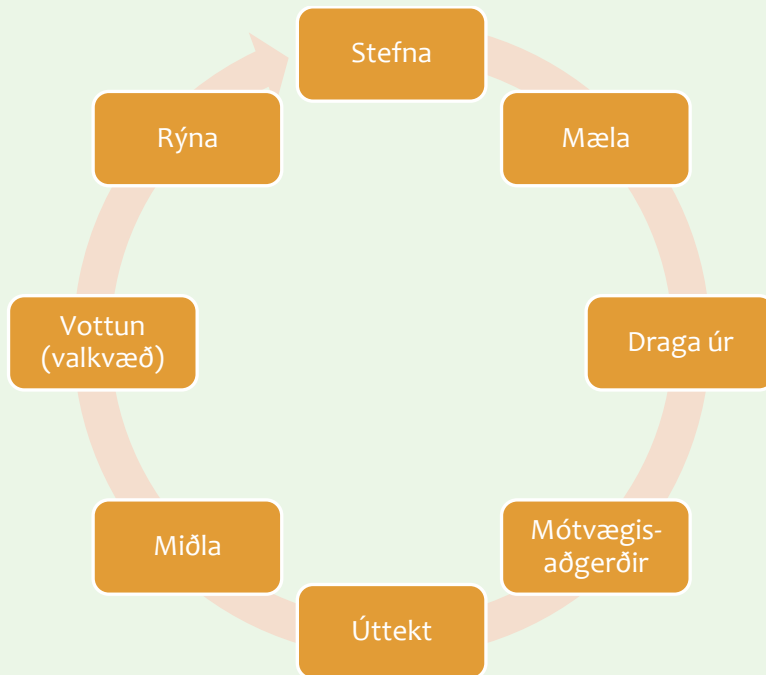 Stefna
Mæla
Draga úr
Mótvægis-
aðgerðir
Úttekt
Miðla
Vottun
(valkvæð)
Rýna